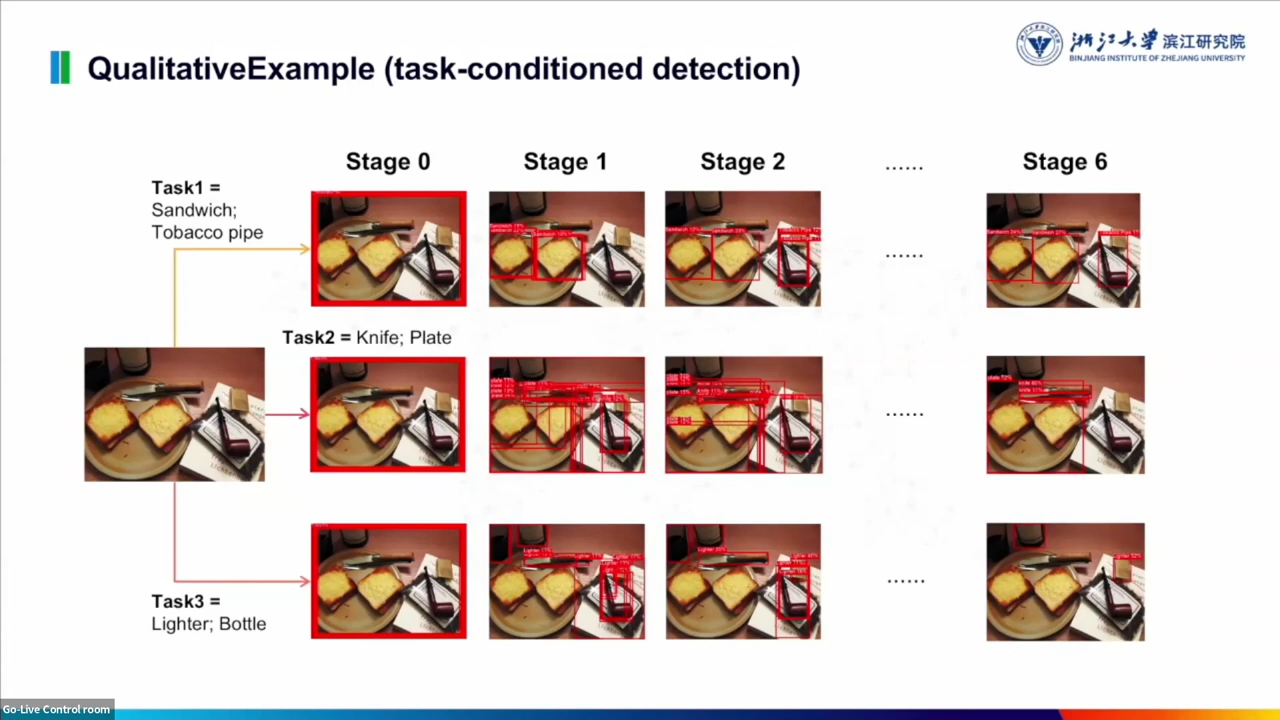 QualitativeExample (task-conditioned detection)
浙江大学 滨江研究院
BINJIANG INSTITUTE OF ZHEJIANG UNIVERSITY
Stage 0
Stage 1
Stage 2
......
Stage 6
Task1 =
Sandwich;
Tobacco pipe
......
Task2 = Knife; Plate
......
Task3 =
Lighter; Bottle
......
Go-Live Control room